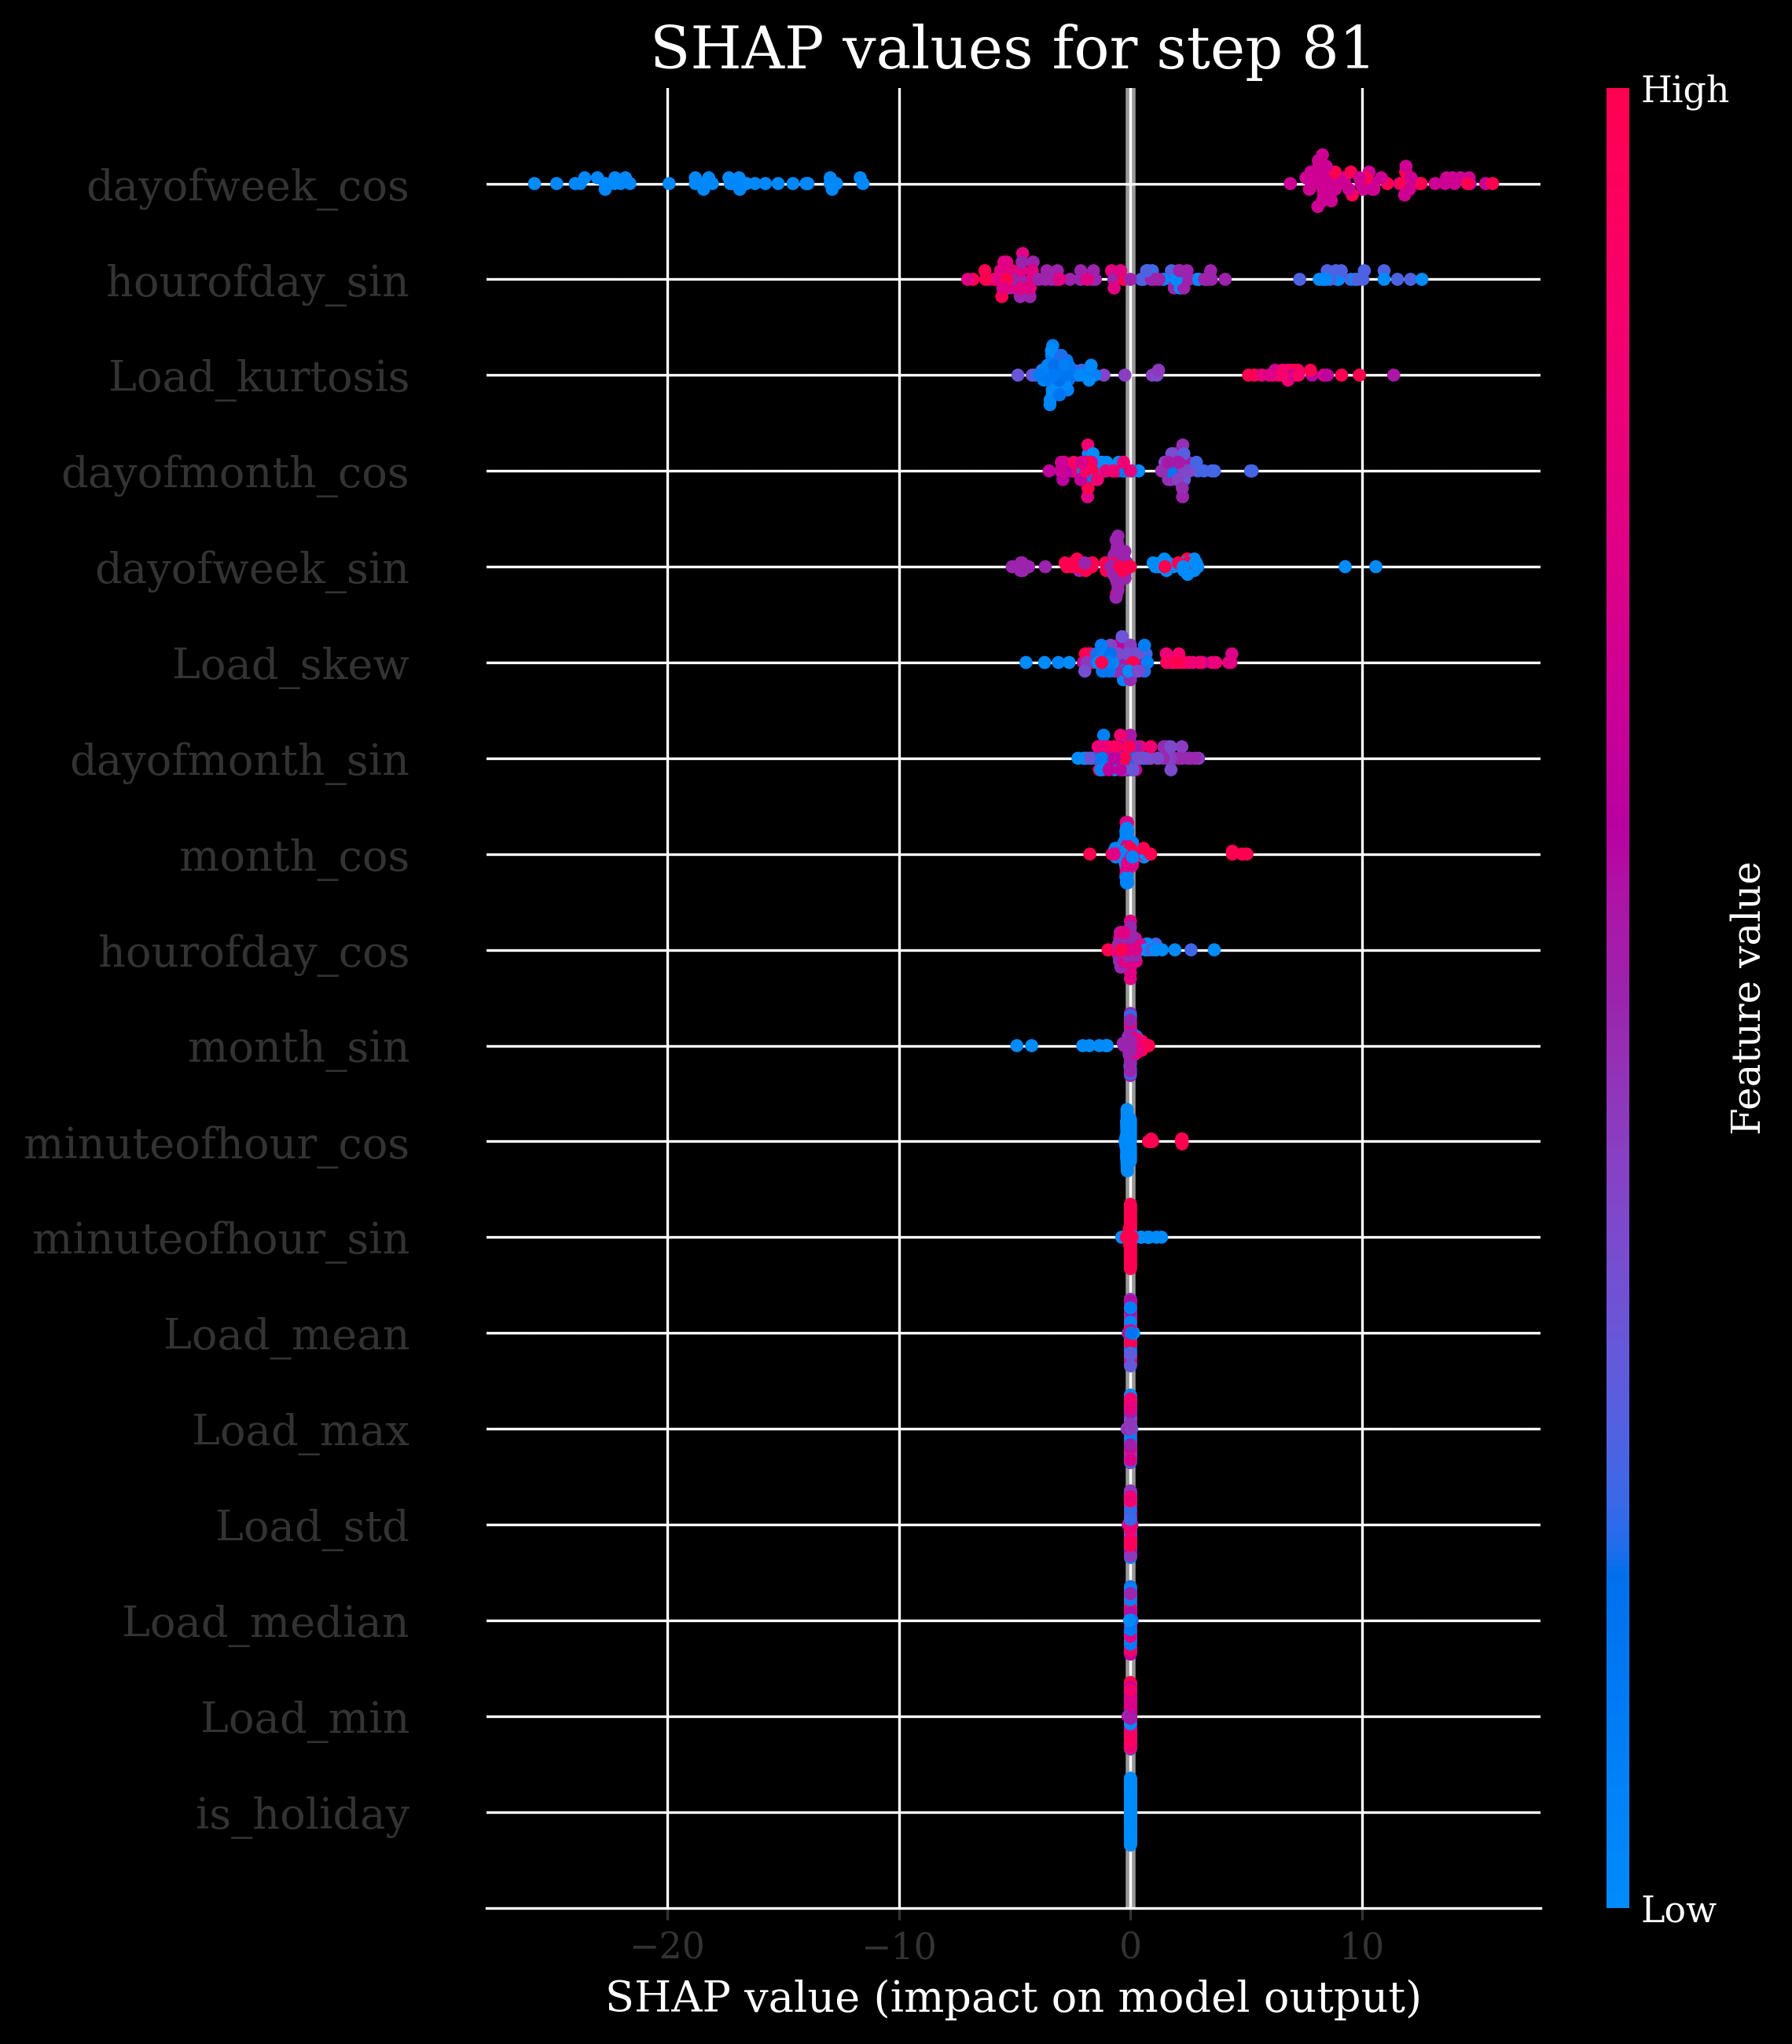 SHAP values for step 81
High
dayofweek_cos
hourofday_sin
Load_kurtosis
dayofmonth_cos
dayofweek_sin
Load_skew
dayofmonth_sin
month_cos
hourofday_cos
month_sin
minuteofhour_cos
minuteofhour_sin
Load_mean
Load_max
Load_std
Load_median
Load_min
is_holiday
Feature value
Low
−20 −10 0 10
SHAP value (impact on model output)